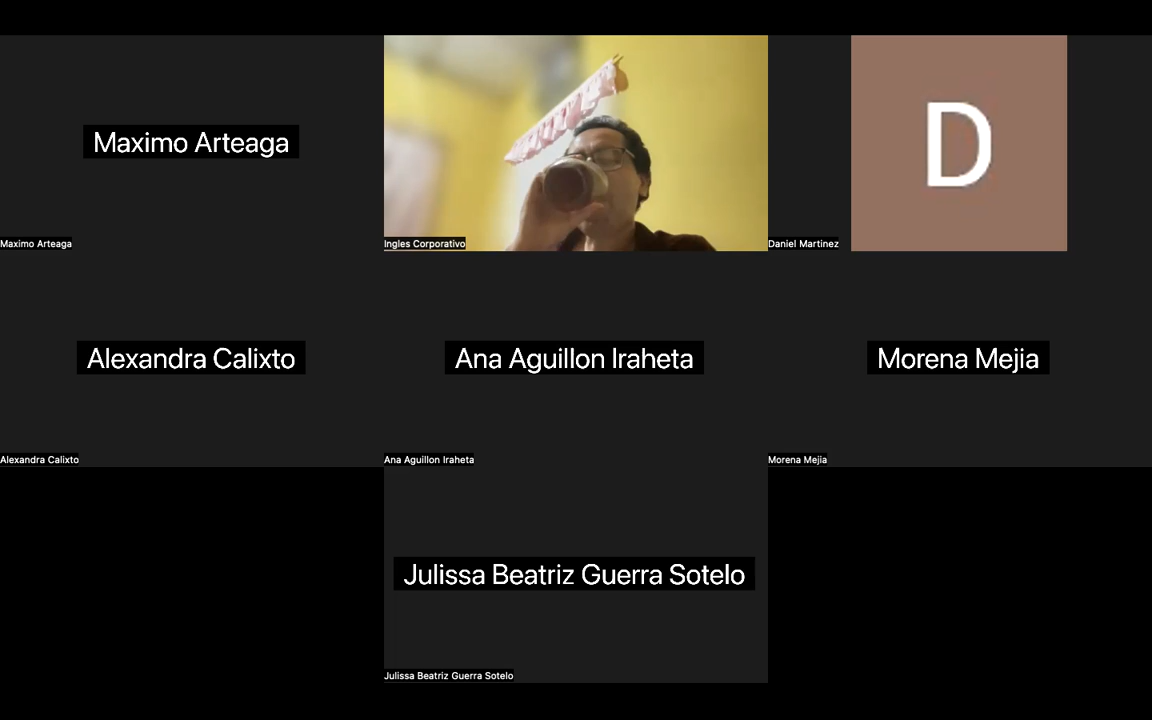 Maximo Arteaga
Maximo Arteaga
Ingles Corporativo
D
Daniel Martinez
Alexandra Calixto
Alexandra Calixto
Ana Aguillon Iraheta
Ana Aguillon Iraheta
Morena Mejia
Morena Mejia
Julissa Beatriz Guerra Sotelo
Julissa Beatriz Guerra Sotelo